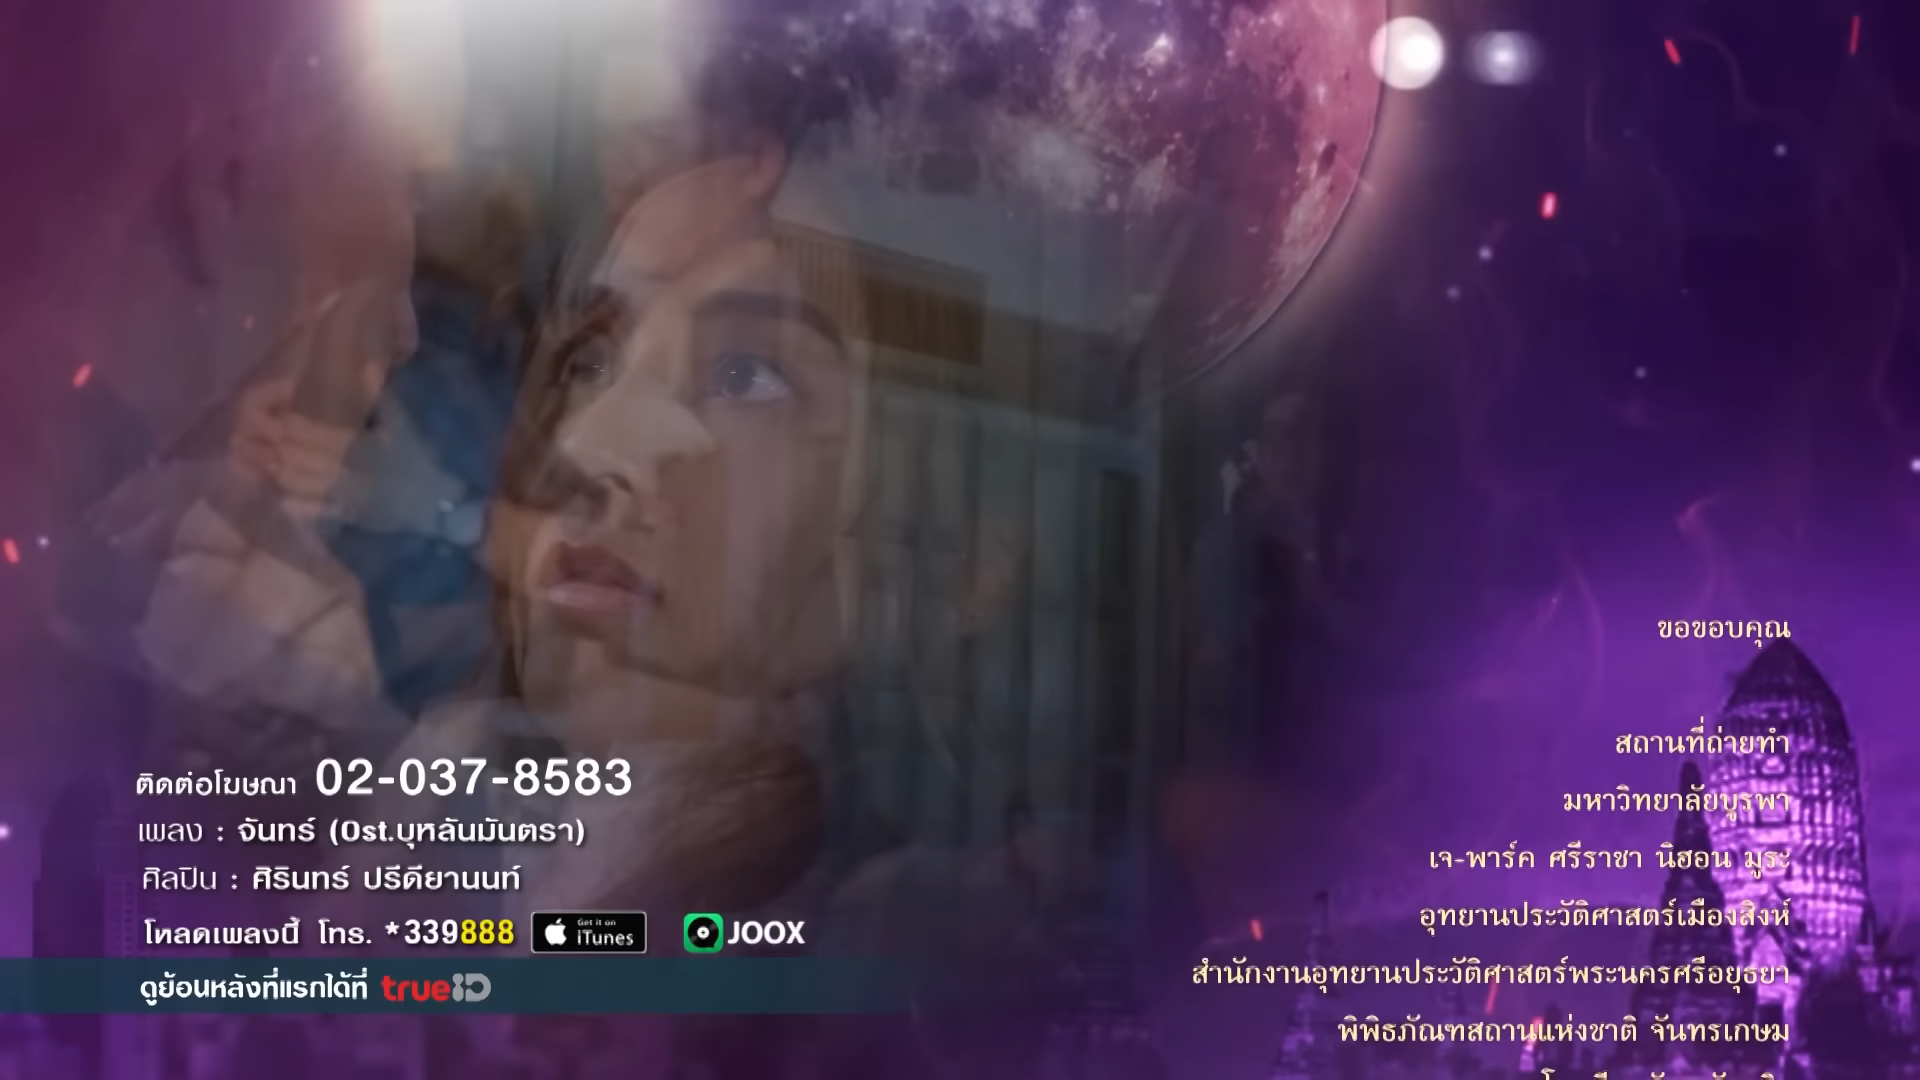 ขอขอบคุณ
สถานที่ถ่ายทำ
มหาวิทยาลัยบูรพา
เจ-พาร์ค ศรีราชา นิฮอน มูระ
อุทยานประวัติศาสตร์เมืองสิงห์
สำนักงานอุทยานประวัติศาสตร์พระนครศรีอยุธยา
พิพิธภัณฑสถานแห่งชาติ จันทรเกษม
ติดต่อโฆษณา 02-037-8583
เพลง : จันทร์ (Ost.บุหลันมันตรา)
ศิลปิน : ศิรินทร์ ปรีดียานนท์
โหลดเพลงนี้ โทร. *339888 Get it on iTunes JOOX
ดูย้อนหลังที่แรกได้ที่ trueID